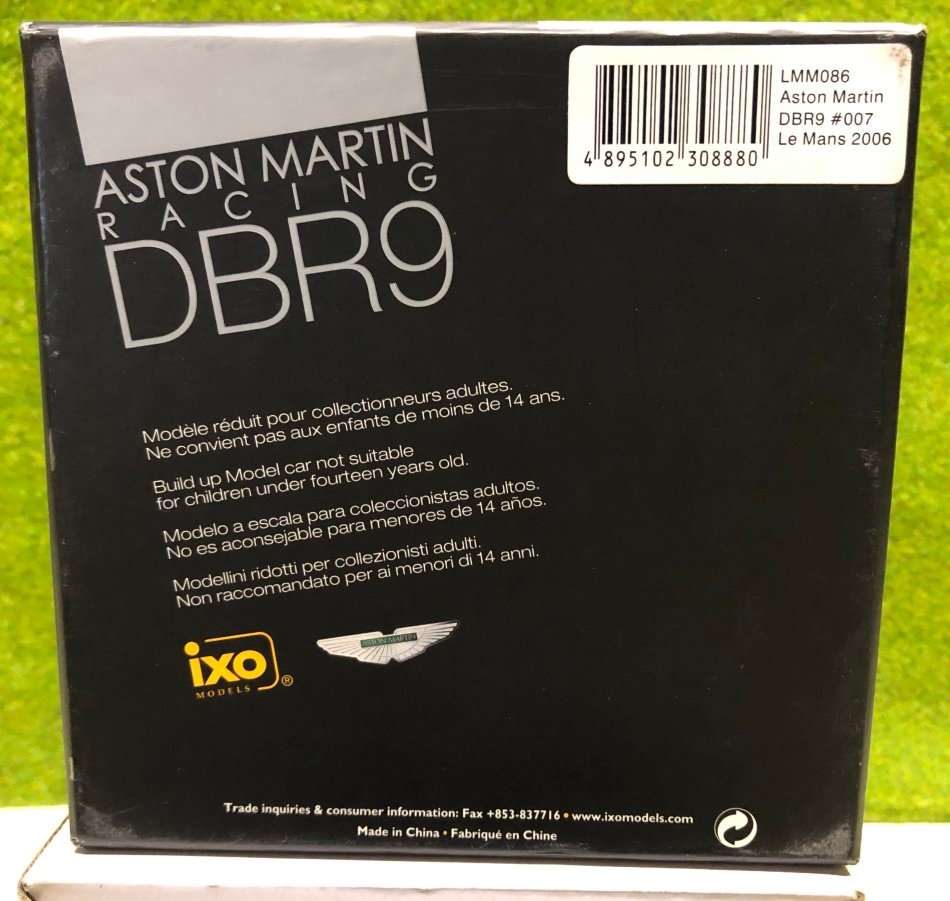 ASTON MARTIN
RACING
DBR9
LMM086
Aston Martin
DBR9 #007
Le Mans 2006
4 895102 308880
Modèle réduit pour collectionneurs adultes.
Ne convient pas aux enfants de moins de 14 ans.
Build up Model car not suitable
for children under fourteen years old.
Modelo a escala para coleccionistas adultos.
No es aconsejable para menores de 14 años.
Modellini ridotti per collezionisti adulti.
Non raccomandato per ai menori di 14 anni.
ixo
MODELS ®
ASTON MARTIN
Trade inquiries & consumer information: Fax +853-837716 • www.ixomodels.com
Made in China • Fabriqué en Chine